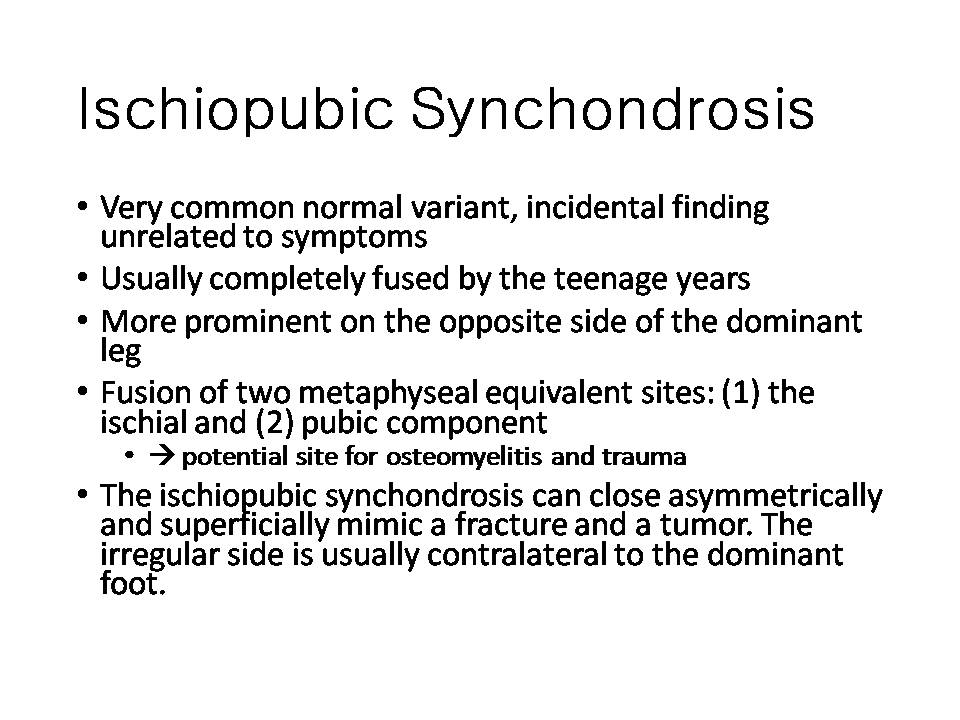 Ischiopubic Synchondrosis
• Very common normal variant, incidental finding
unrelated to symptoms
• Usually completely fused by the teenage years
• More prominent on the opposite side of the dominant
leg
• Fusion of two metaphyseal equivalent sites: (1) the
ischial and (2) pubic component
• → potential site for osteomyelitis and trauma
• The ischiopubic synchondrosis can close asymmetrically
and superficially mimic a fracture and a tumor. The
irregular side is usually contralateral to the dominant
foot.